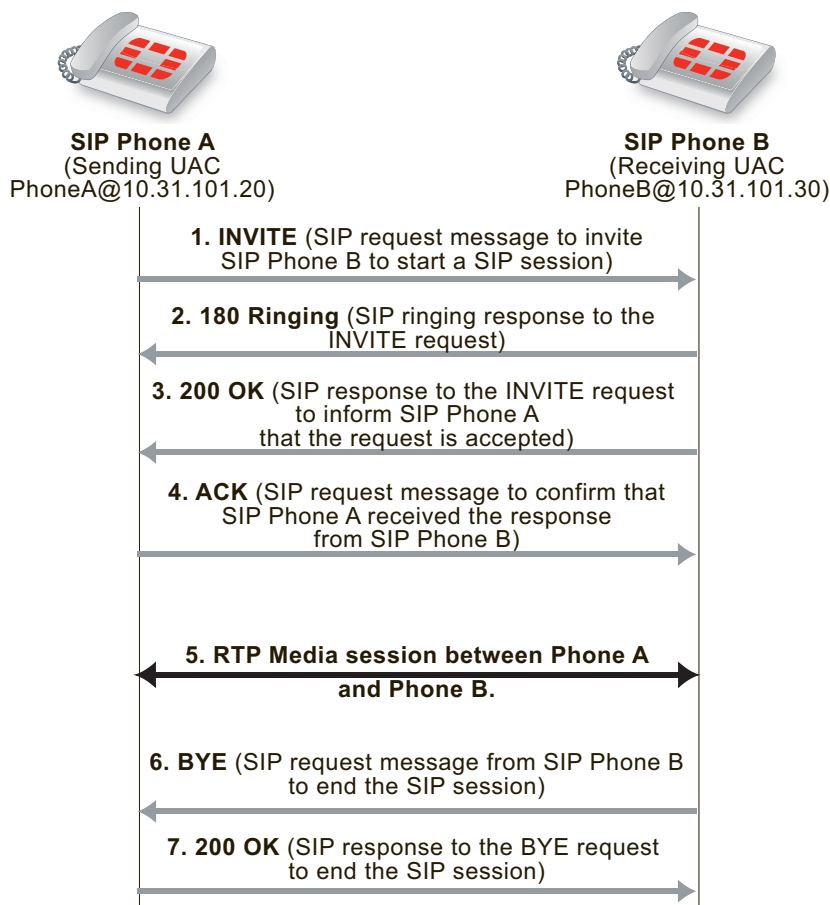 SIP Phone A
(Sending UAC
PhoneA@10.31.101.20)
SIP Phone B
(Receiving UAC
PhoneB@10.31.101.30)
1. INVITE (SIP request message to invite
SIP Phone B to start a SIP session)
2. 180 Ringing (SIP ringing response to the
INVITE request)
3. 200 OK (SIP response to the INVITE request
to inform SIP Phone A
that the request is accepted)
4. ACK (SIP request message to confirm that
SIP Phone A received the response
from SIP Phone B)
5. RTP Media session between Phone A
and Phone B.
6. BYE (SIP request message from SIP Phone B
to end the SIP session)
7. 200 OK (SIP response to the BYE request
to end the SIP session)